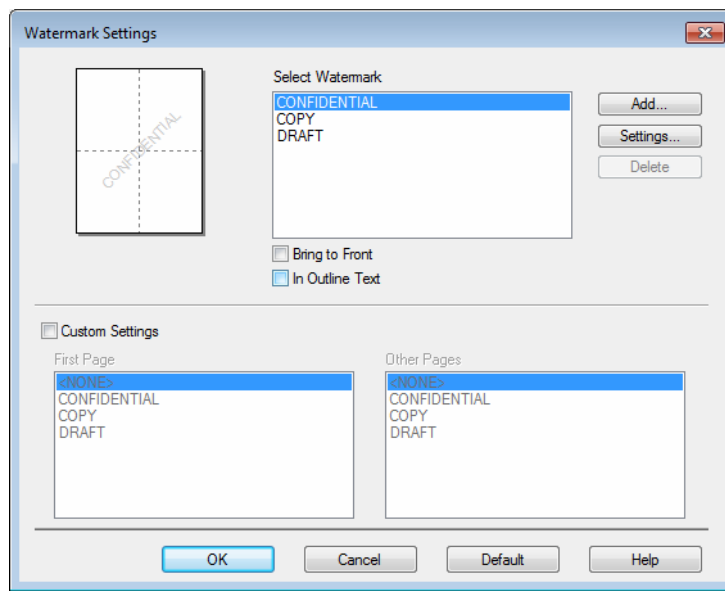 Watermark Settings
Select Watermark
CONFIDENTIAL
CONFIDENTIAL
COPY
DRAFT
Add...
Settings...
Delete
Bring to Front
In Outline Text
Custom Settings
First Page
<NONE>
CONFIDENTIAL
COPY
DRAFT
Other Pages
<NONE>
CONFIDENTIAL
COPY
DRAFT
OK
Cancel
Default
Help